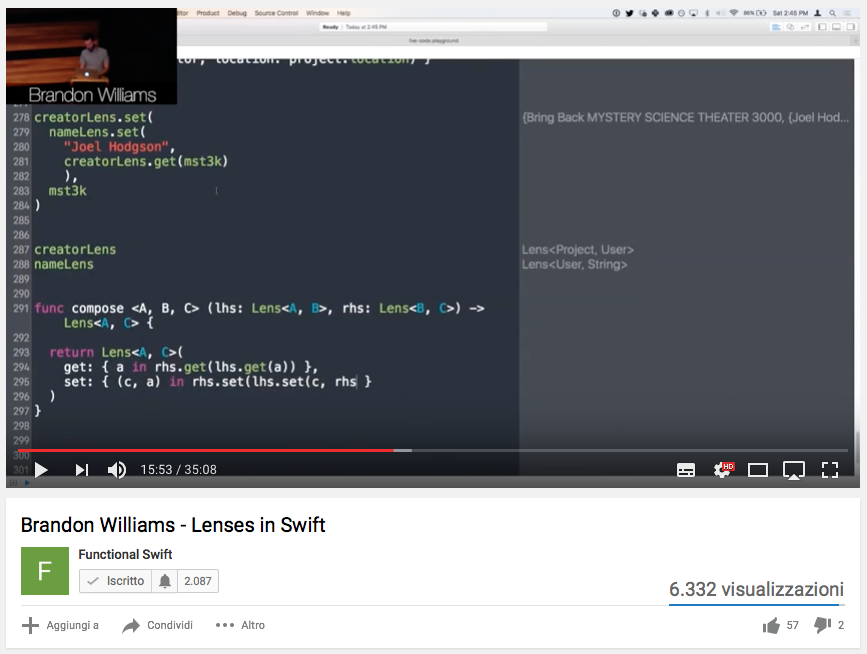 Product Debug Source Control Window Help 86% Sat 2:45 PM
Ready | Today at 2:45 PM
live-code.playground
location: project.location) }
Brandon Williams
278 creatorLens.set( {Bring Back MYSTERY SCIENCE THEATER 3000, {Joel Hod...
279 nameLens.set(
280 "Joel Hodgson",
281 creatorLens.get(mst3k)
282 ),
283 mst3k
284 )
285
286
287 creatorLens Lens<Project, User>
288 nameLens Lens<User, String>
289
290
291 func compose <A, B, C> (lhs: Lens<A, B>, rhs: Lens<B, C>) ->
Lens<A, C> {
292
293 return Lens<A, C>(
294 get: { a in rhs.get(lhs.get(a)) },
295 set: { (c, a) in rhs.set(lhs.set(c, rhs }
296 )
297 }
298
299
300
301
15:53 / 35:08 HD
Brandon Williams - Lenses in Swift
F
Functional Swift
Iscritto 2.087
6.332 visualizzazioni
Aggiungi a Condividi Altro 57 2